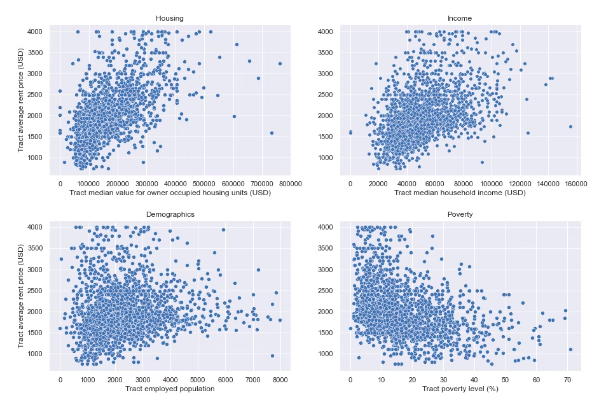 Housing
Tract average rent price (USD)
4000
3500
3000
2500
2000
1500
1000
0 100000 200000 300000 400000 500000 600000 700000 800000
Tract median value for owner occupied housing units (USD)
Income
4000
3500
3000
2500
2000
1500
1000
0 20000 40000 60000 80000 100000 120000 140000 160000
Tract median household income (USD)
Demographics
Tract average rent price (USD)
4000
3500
3000
2500
2000
1500
1000
0 1000 2000 3000 4000 5000 6000 7000 8000
Tract employed population
Poverty
4000
3500
3000
2500
2000
1500
1000
0 10 20 30 40 50 60 70
Tract poverty level (%)